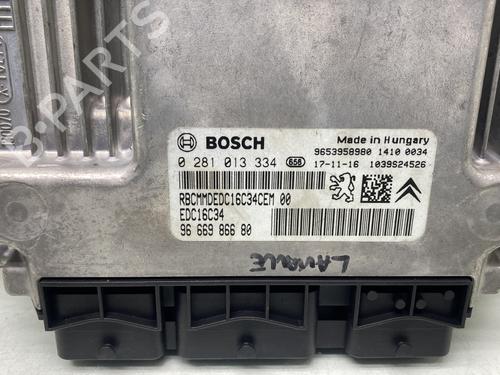 BOSCH
Made in Hungary
9653958980 1410 0034
0 281 013 334 658 17-11-16 1039S24526
RBCMMDEDC16C34CEM 00
EDC16C34
96 669 866 80
B-PARTS